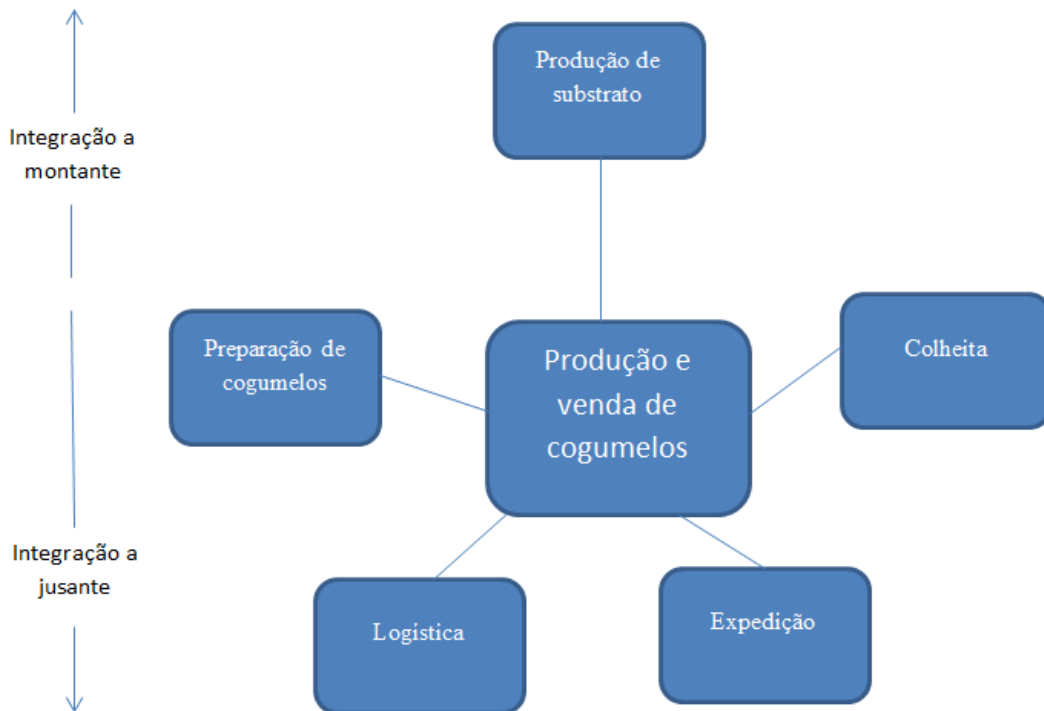 Produção de
substrato
Integração a
montante
Preparação de
cogumelos
Produção e
venda de
cogumelos
Colheita
Integração a
jusante
Logística
Expedição